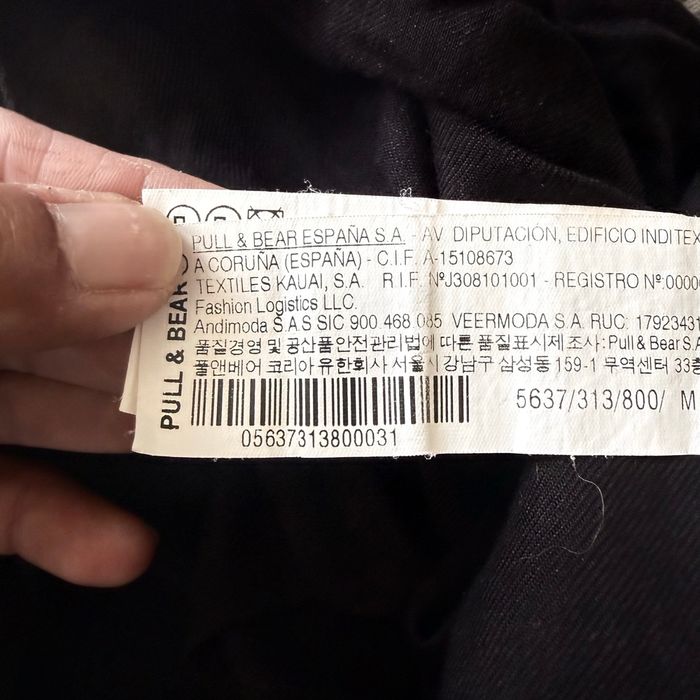 PULL & BEAR
PULL & BEAR ESPAÑA S.A. - AV DIPUTACIÓN, EDIFICIO INDITEX
A CORUÑA (ESPAÑA) - C.I.F. A-15108673
TEXTILES KAUAI, S.A. R.I.F. NºJ308101001 - REGISTRO Nº:0000
Fashion Logistics LLC.
Andimoda S.A.S SIC 900.468.085 VEERMODA S.A. RUC: 17923431
품질경영 및 공산품안전관리법에 따른 품질표시제조사: Pull & Bear S.A
풀앤베어 코리아 유한회사 서울시 강남구 삼성동 159-1 무역센터 33층
5637/313/800/ M
05637313800031